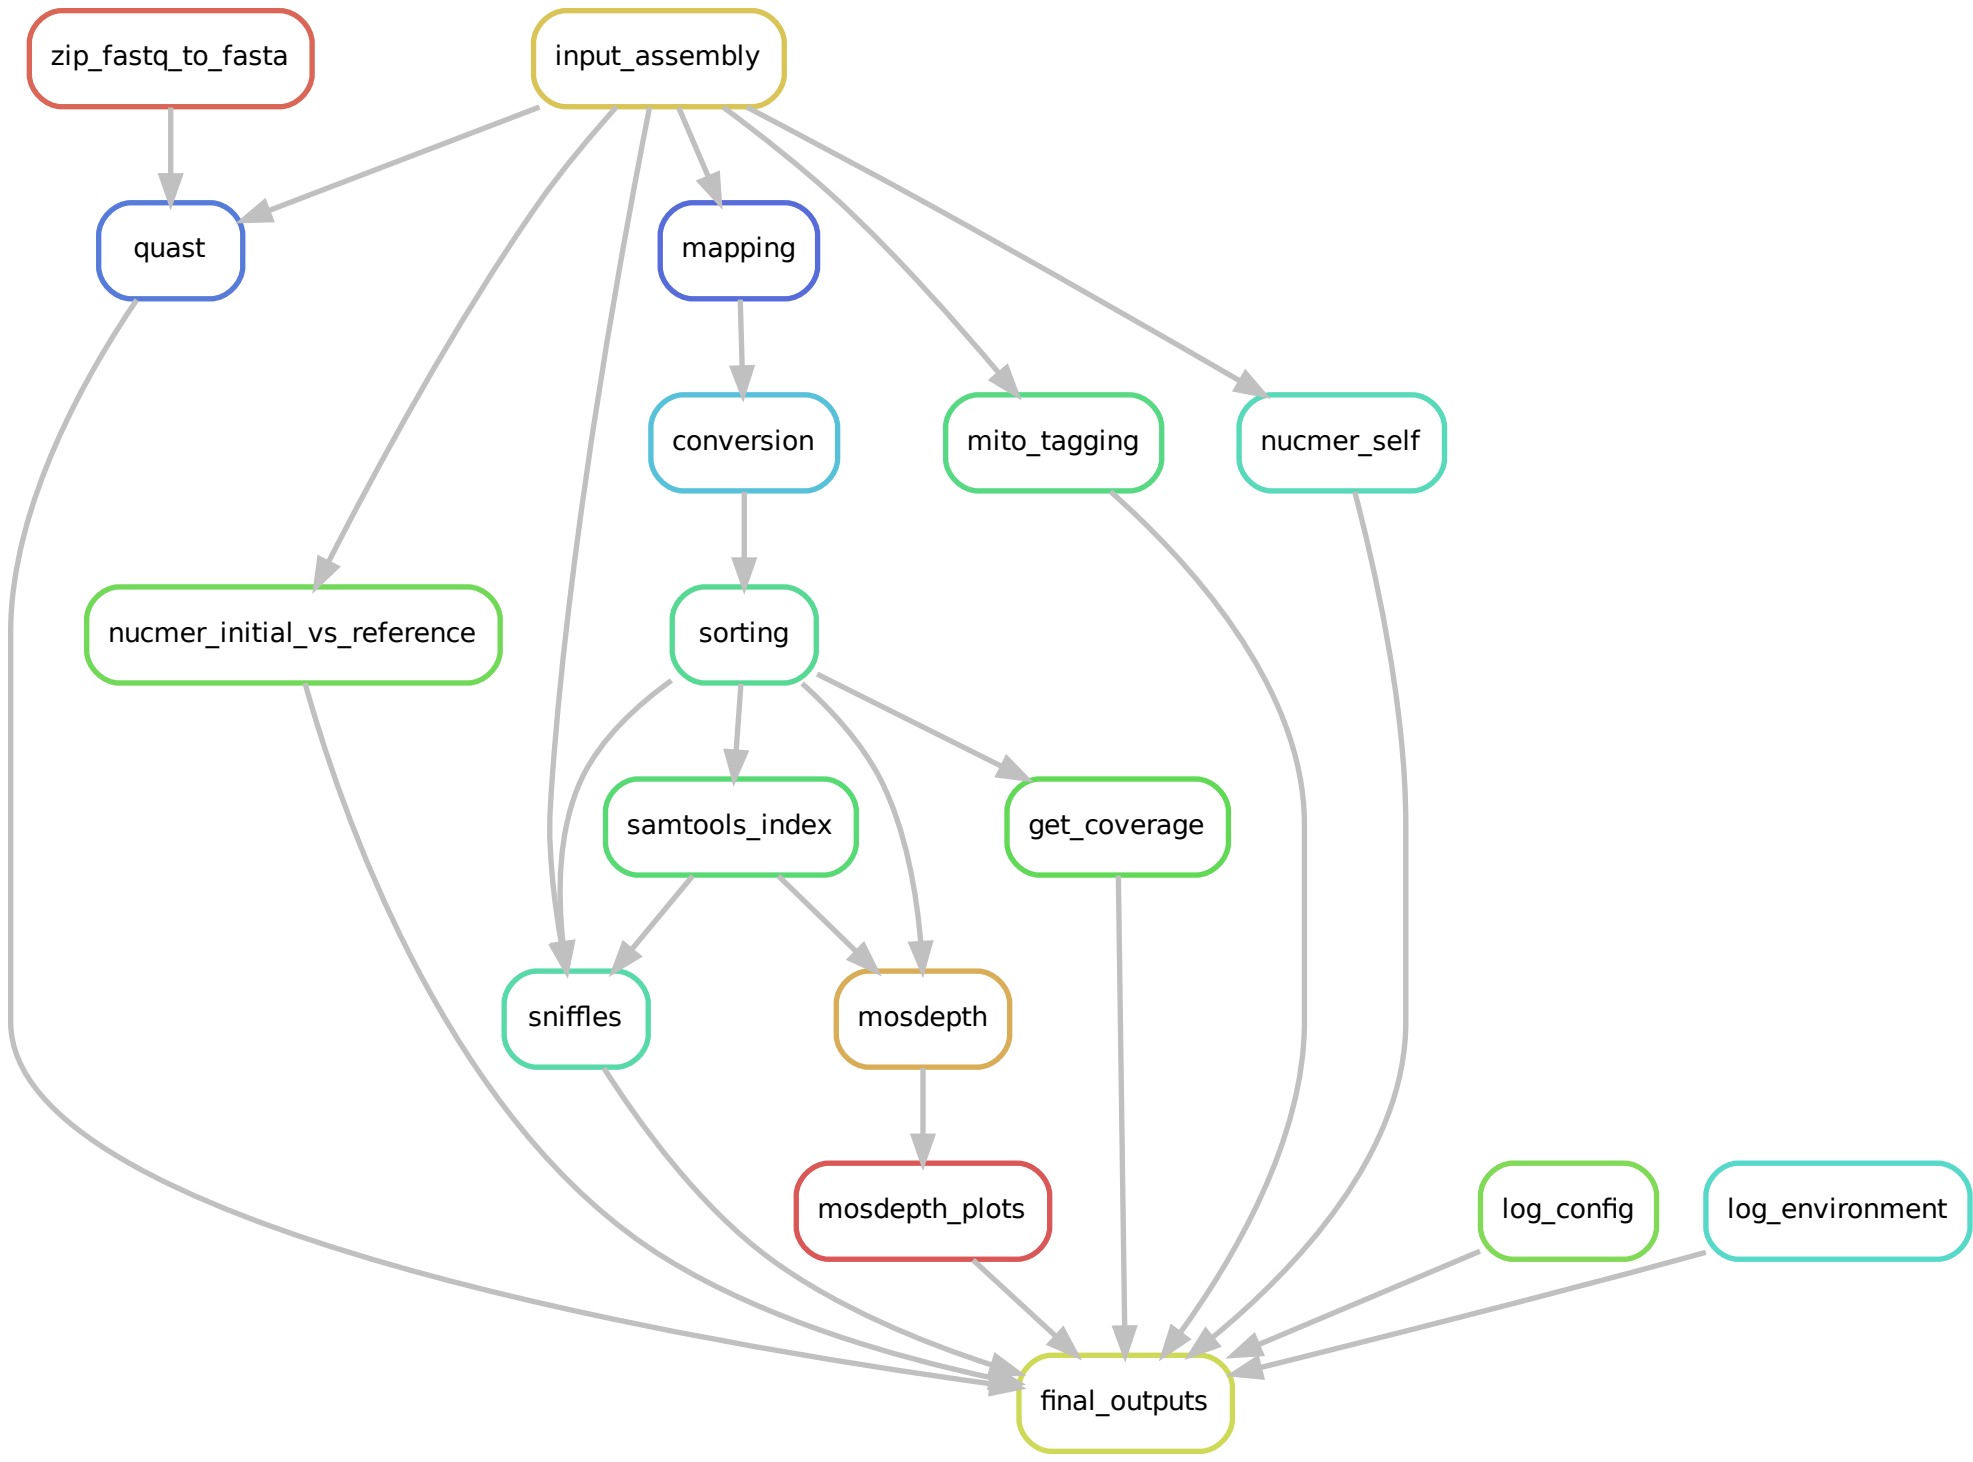 zip_fastq_to_fasta
input_assembly
quast
mapping
conversion
mito_tagging
nucmer_self
nucmer_initial_vs_reference
sorting
samtools_index
get_coverage
sniffles
mosdepth
mosdepth_plots
log_config
log_environment
final_outputs